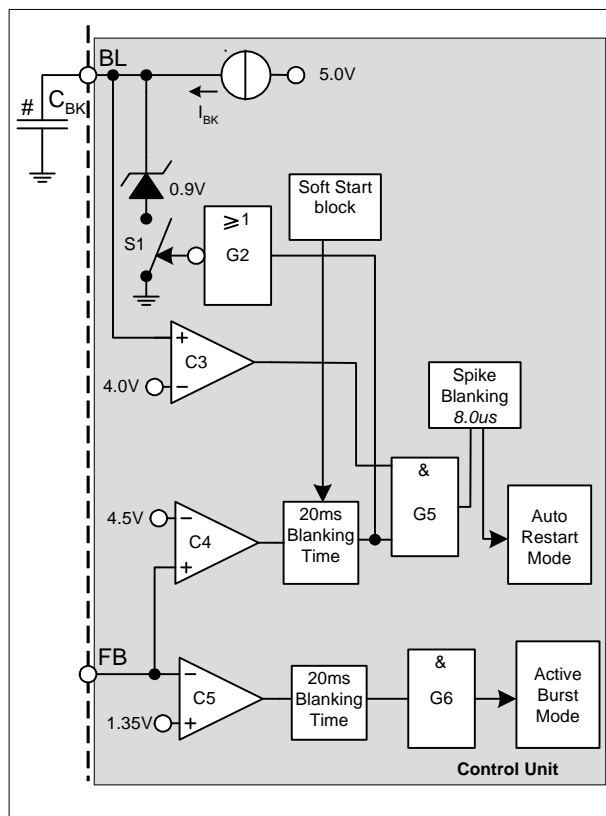 BL
5.0V
#
C_BK
I_BK
0.9V
Soft Start
block
S1
≥1
G2
C3
4.0V
Spike
Blanking
8.0us
&
G5
4.5V
C4
20ms
Blanking
Time
Auto
Restart
Mode
FB
C5
1.35V
20ms
Blanking
Time
&
G6
Active
Burst
Mode
Control Unit